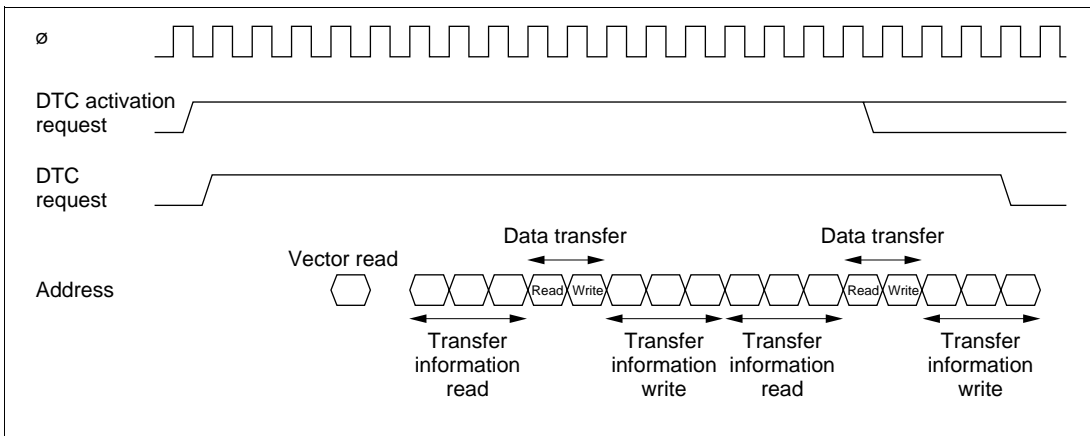 ø
DTC activation
request
DTC
request
Data transfer
Data transfer
Vector read
Address
Read
Write
Read
Write
Transfer
information
read
Transfer
information
write
Transfer
information
read
Transfer
information
write